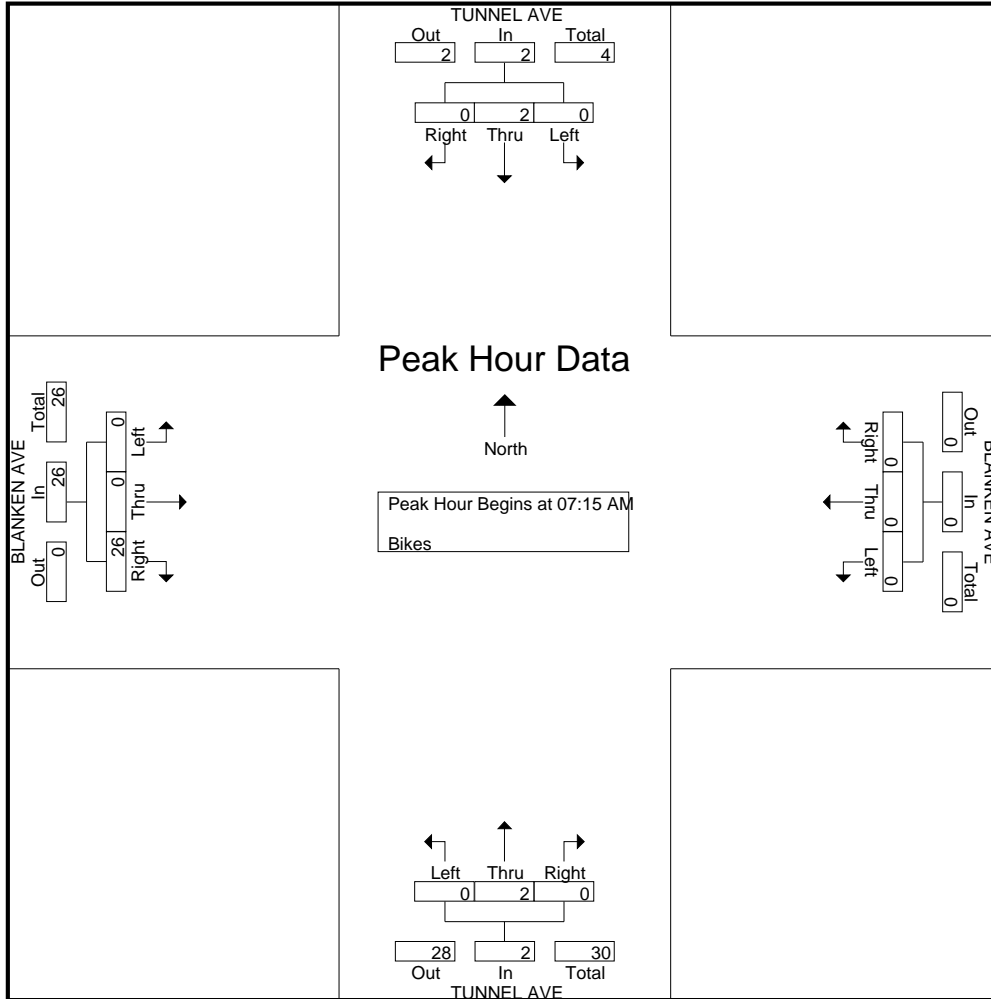 TUNNEL AVE
Out In Total
2 2 4
0 2 0
Right Thru Left
Peak Hour Data
North
Peak Hour Begins at 07:15 AM
Bikes
BLANKEN AVE
Out In Total
0 26 26
Left Thru Right
0 0 26
BLANKEN AVE
Out In Total
0 0 0
Right Thru Left
0 0 0
Left Thru Right
0 2 0
28 2 30
Out In Total
TUNNEL AVE